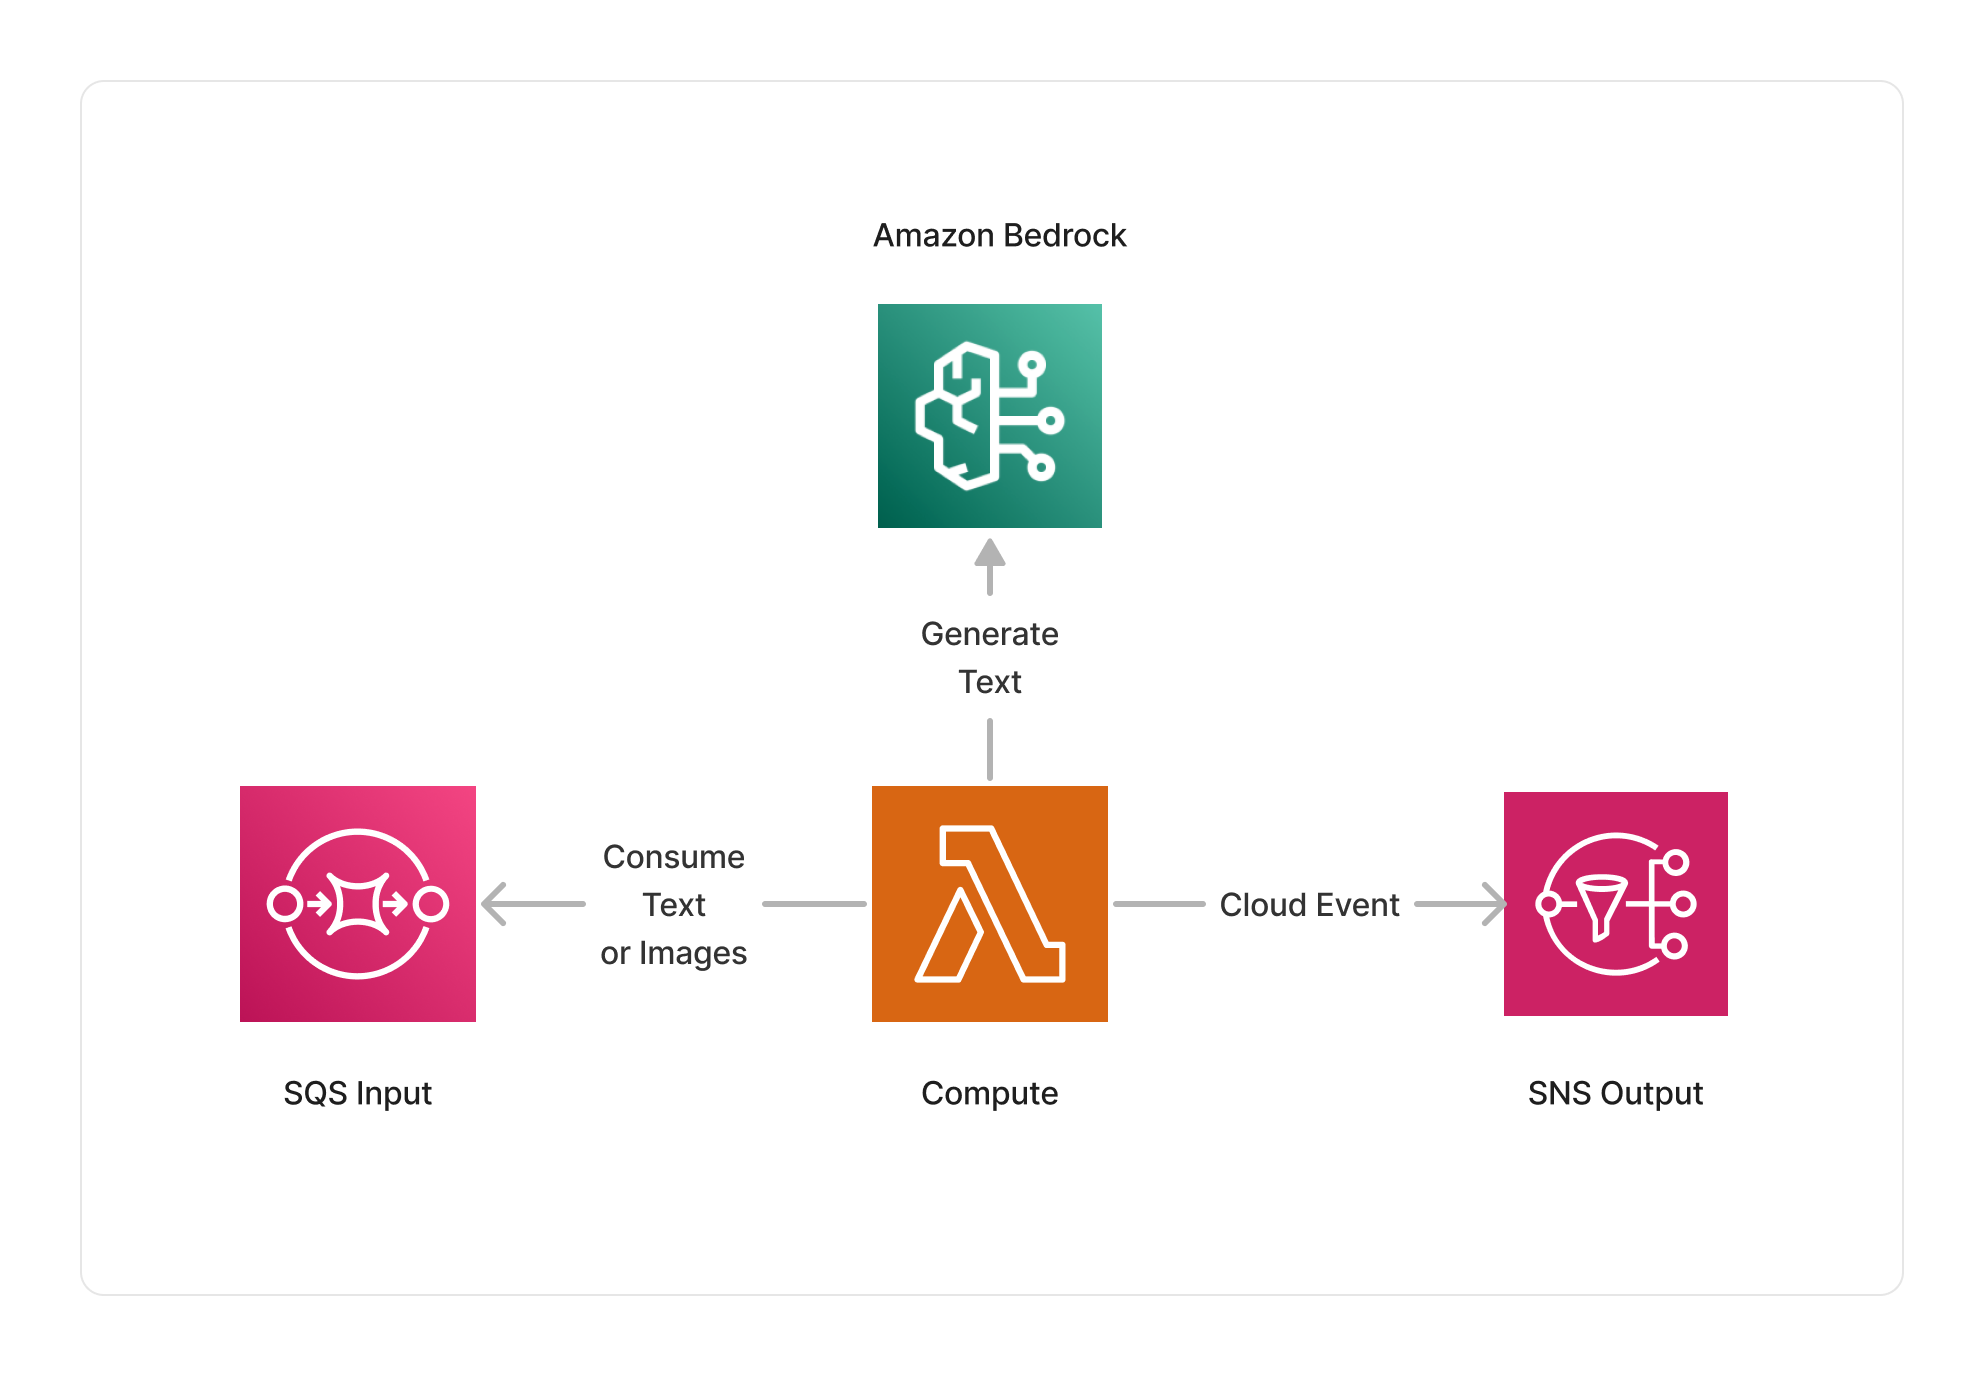 Amazon Bedrock
Generate
Text
Consume
Text
or Images
Cloud Event
SQS Input
Compute
SNS Output